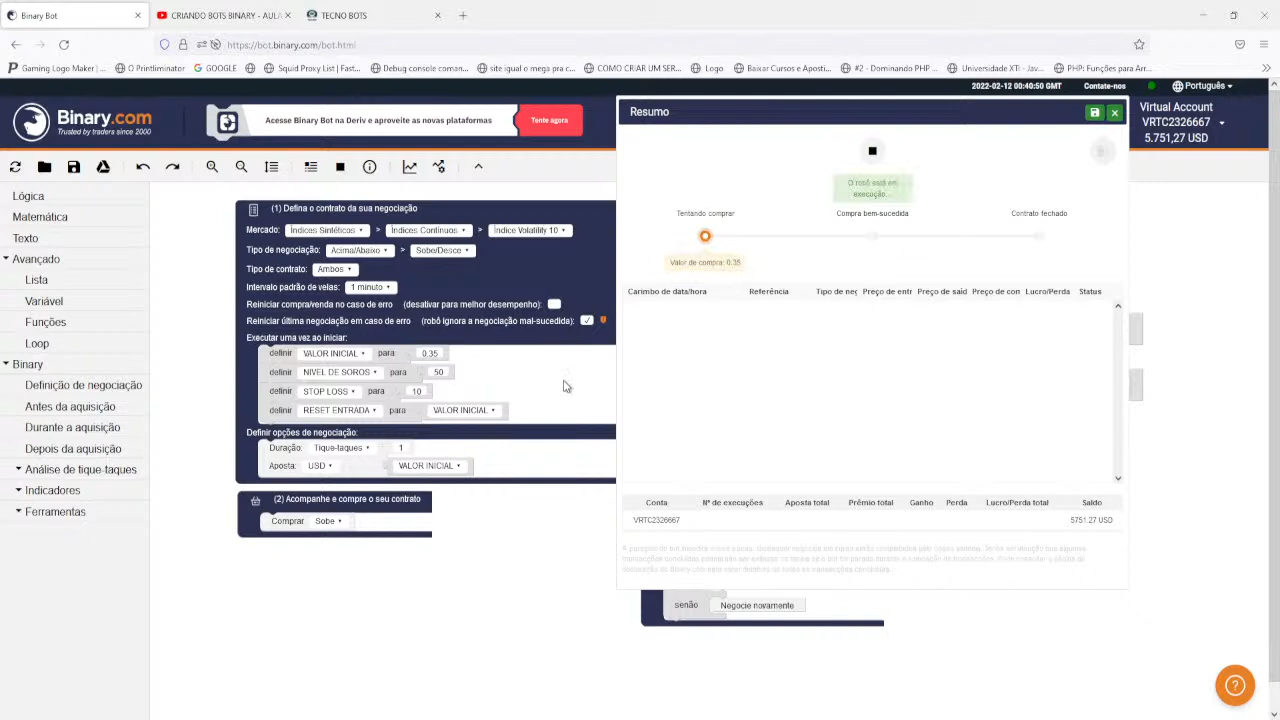 Binary Bot
CRIANDO BOTS BINARY - AUL
TECNO BOTS
https://bot.binary.com/bot.html
Gaming Logo Maker |...
O Printliminator
GOOGLE
Squid Proxy List | Fast...
Debug console coman...
site igual o mega pra c...
COMO CRIAR UM SER...
Logo
Baixar Cursos e Aposti...
#2 - Dominando PHP ...
Universidade XTI - Jav...
PHP: Funções para Arr...
2022-02-12 00:40:50 GMT
Contate-nos
Português
Binary.com
Trusted by traders since 2000
Acesse Binary Bot na Deriv e aproveite as novas plataformas
Tente agora
Virtual Account
VRTC2326667
5.751,27 USD
Resumo
O robô está em
execução...
Tentando comprar
Compra bem-sucedida
Contrato fechado
Valor de compra: 0.35
Carimbo de data/hora Referência Tipo de neg Preço de entr Preço de saíd Preço de com Lucro/Perda Status
Conta Nº de execuções Aposta total Prêmio total Ganho Perda Lucro/Perda total Saldo
VRTC2326667 5751.27 USD
Lógica
Matemática
Texto
Avançado
Lista
Variável
Funções
Loop
Binary
Definição de negociação
Antes da aquisição
Durante a aquisição
Depois da aquisição
Análise de tique-taques
Indicadores
Ferramentas
(1) Defina o contrato da sua negociação
Mercado: Índices Sintéticos > Índices Contínuos > Índice Volatility 10
Tipo de negociação: Acima/Abaixo > Sobe/Desce
Tipo de contrato: Ambos
Intervalo padrão de velas: 1 minuto
Reiniciar compra/venda no caso de erro (desativar para melhor desempenho):
Reiniciar última negociação em caso de erro (robô ignora a negociação mal-sucedida):
Executar uma vez ao iniciar:
definir VALOR INICIAL para 0.35
definir NIVEL DE SOROS para 50
definir STOP LOSS para 10
definir RESET ENTRADA para VALOR INICIAL
Definir opções de negociação:
Duração: Tique-taques 1
Aposta: USD VALOR INICIAL
(2) Acompanhe e compre o seu contrato
Comprar Sobe
senão Negocie novamente